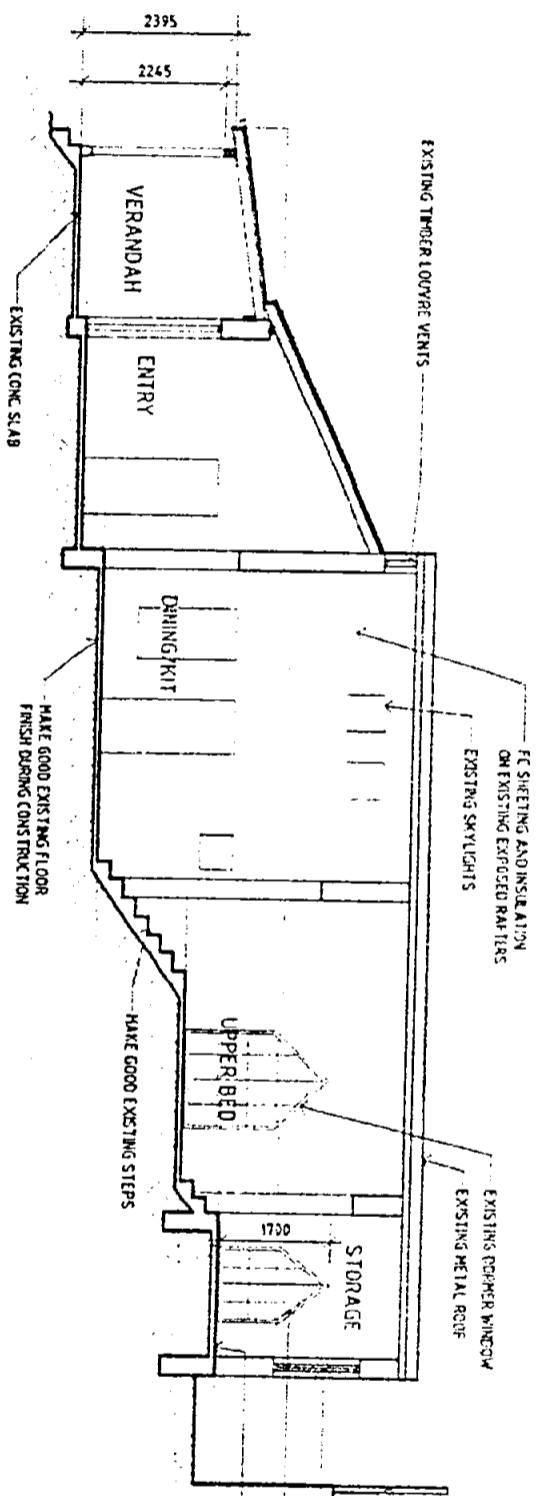 2395
2245
EXISTING TIMBER LOUVRE VENTS
FC SHEETING AND INSULATION
ON EXISTING EXPOSED RAFTERS
EXISTING SKYLIGHTS
EXISTING DORMER WINDOW
EXISTING METAL ROOF
VERANDAH
ENTRY
DINING/KIT
UPPER BED
STORAGE
1700
EXISTING CONC SLAB
MAKE GOOD EXISTING FLOOR
FINISH DURING CONSTRUCTION
MAKE GOOD EXISTING STEPS